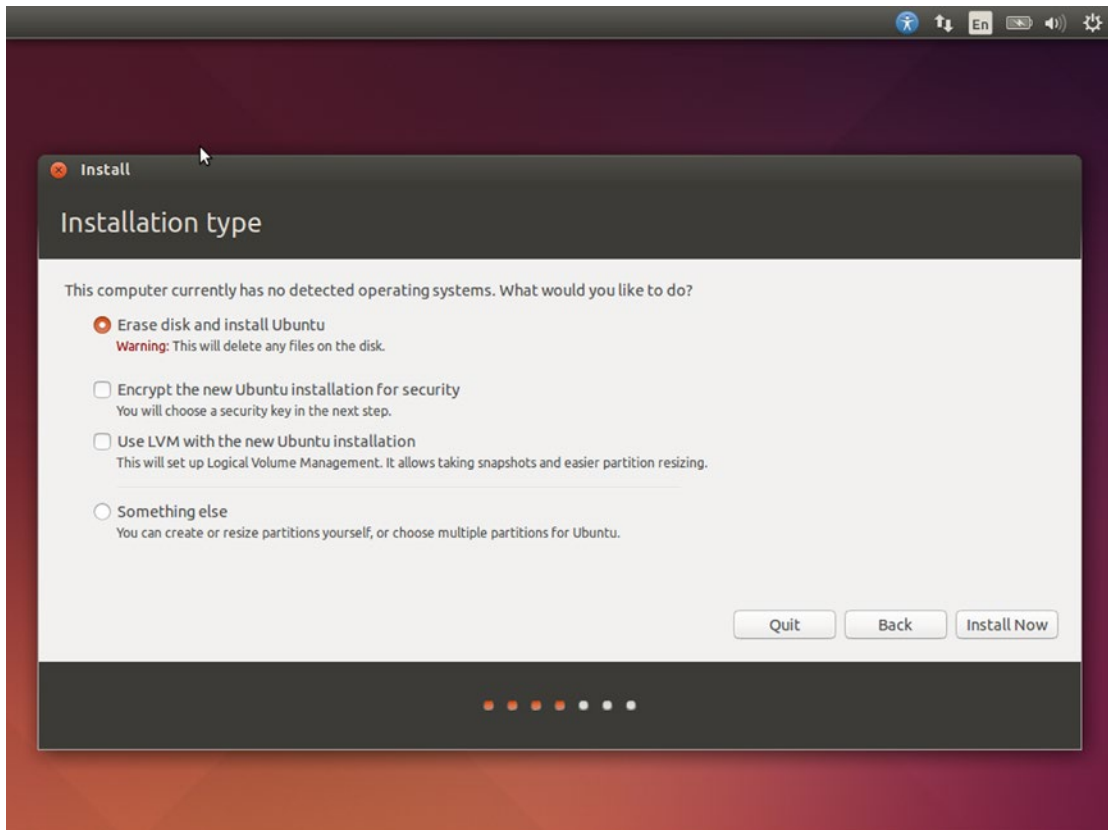 En
Install
Installation type
This computer currently has no detected operating systems. What would you like to do?
Erase disk and install Ubuntu
Warning: This will delete any files on the disk.
Encrypt the new Ubuntu installation for security
You will choose a security key in the next step.
Use LVM with the new Ubuntu installation
This will set up Logical Volume Management. It allows taking snapshots and easier partition resizing.
Something else
You can create or resize partitions yourself, or choose multiple partitions for Ubuntu.
Quit Back Install Now